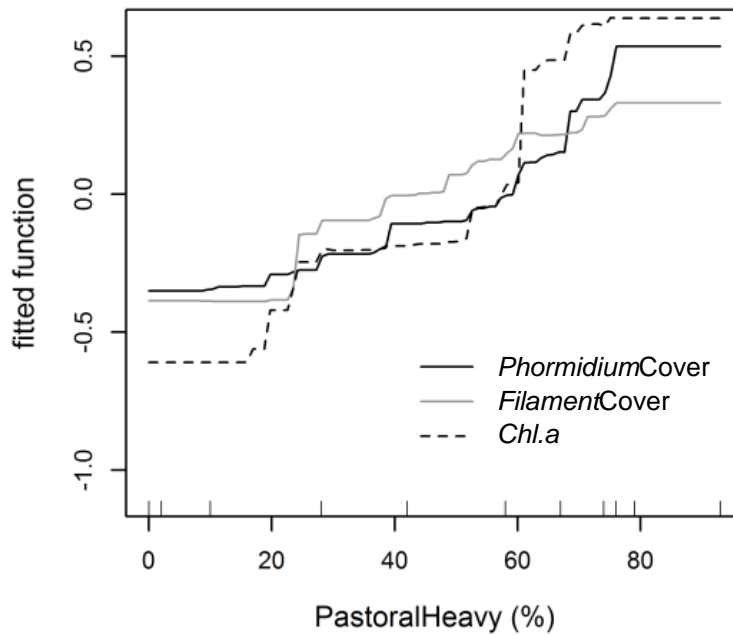 0.5
0.0
-0.5
-1.0
fitted function
PhormidiumCover
FilamentCover
Chl.a
0 20 40 60 80
PastoralHeavy (%)